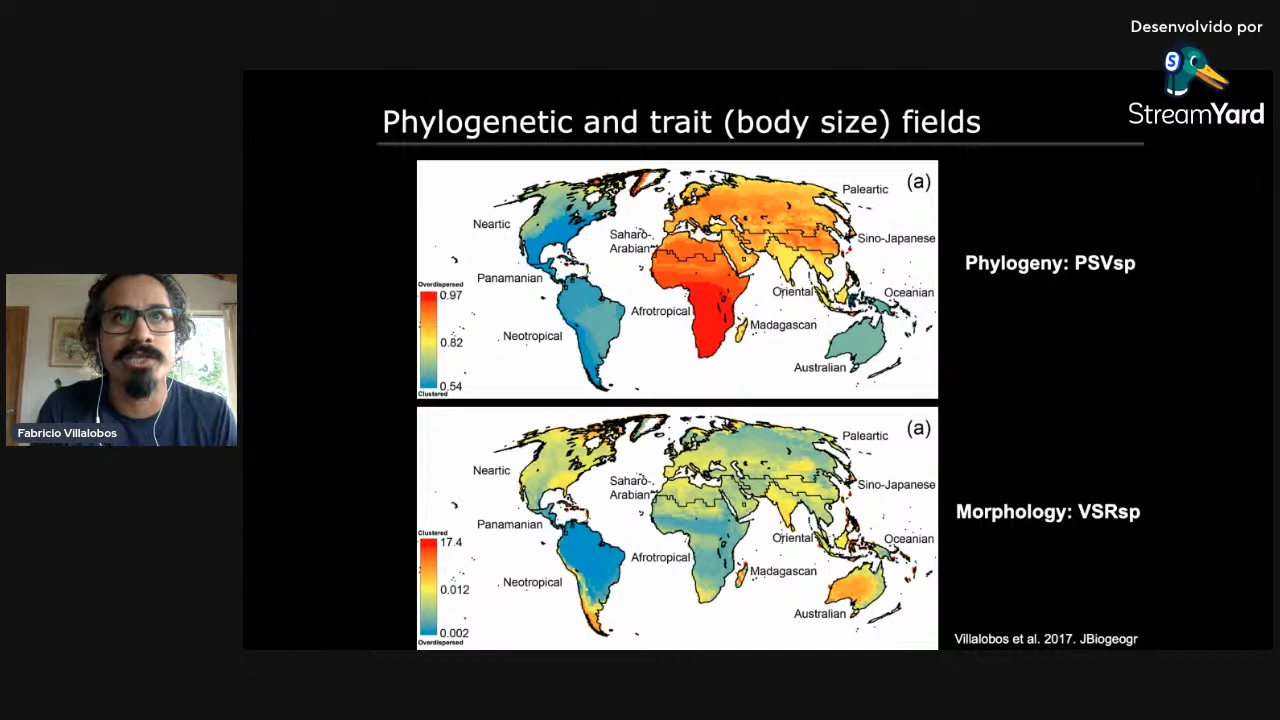 Desenvolvido por
S
StreamYard
Phylogenetic and trait (body size) fields
(a)
Paleartic
Neartic
Saharo-
Arabian
Sino-Japanese
Panamanian
Oriental
Oceanian
Overdispersed
0.97
Afrotropical
Madagascan
Neotropical
0.82
Australian
0.54
Clustered
Phylogeny: PSVsp
Fabricio Villalobos
(a)
Paleartic
Neartic
Saharo-
Arabian
Sino-Japanese
Panamanian
Oriental
Oceanian
Clustered
17.4
Afrotropical
Madagascan
Neotropical
0.012
Australian
0.002
Overdispersed
Morphology: VSRsp
Villalobos et al. 2017. JBiogeogr